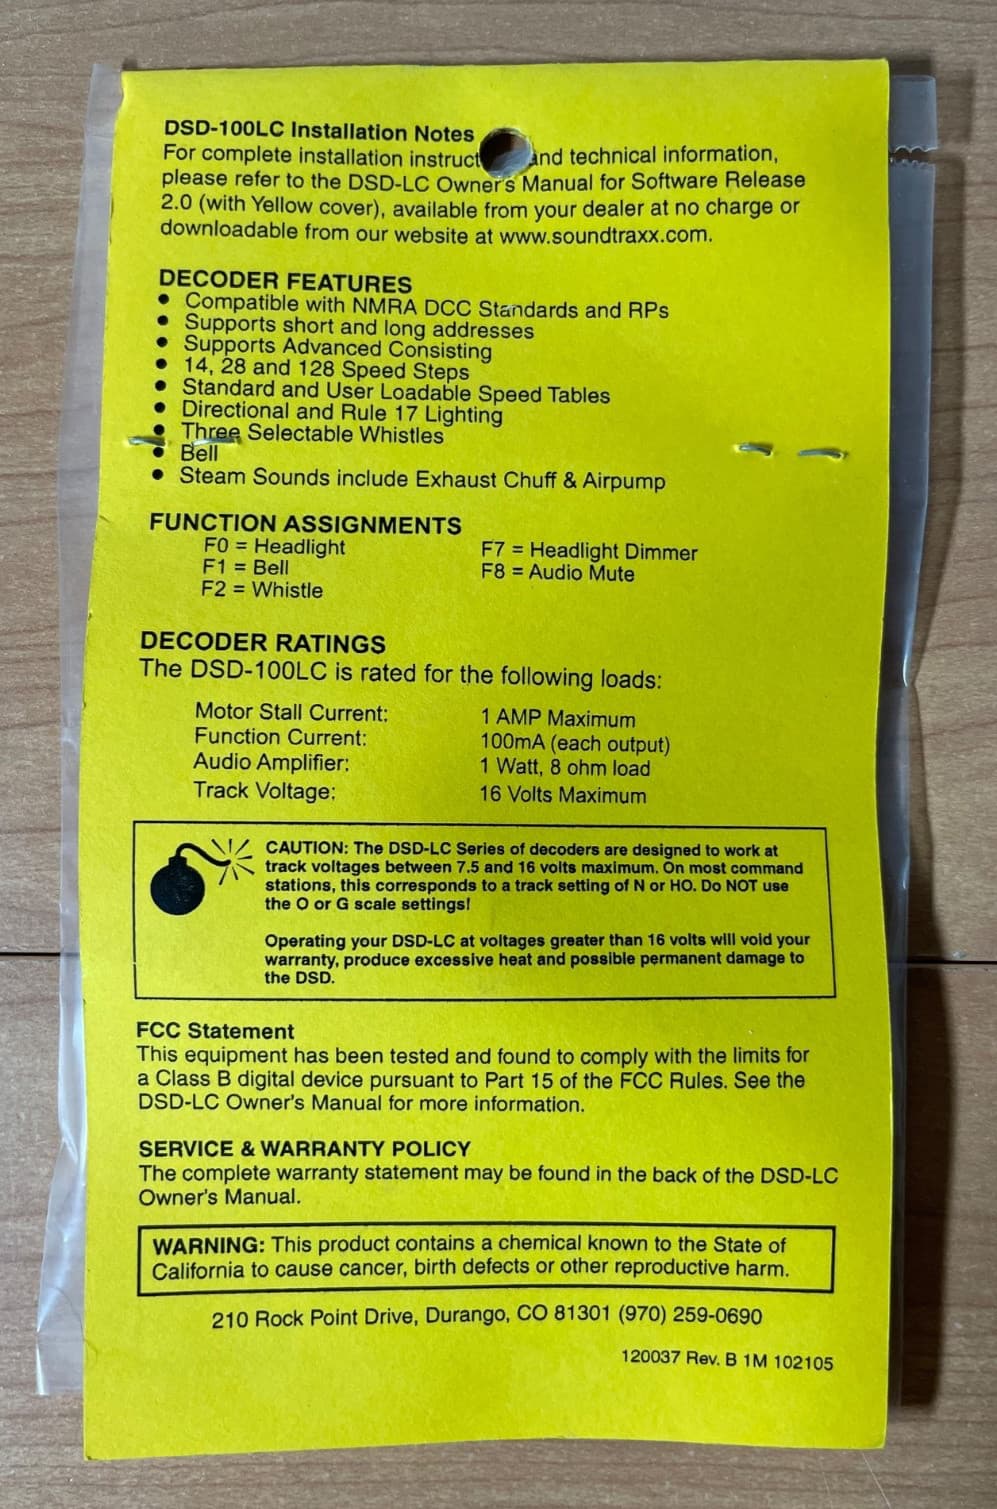 DSD-100LC Installation Notes
For complete installation instruct and technical information,
please refer to the DSD-LC Owner's Manual for Software Release
2.0 (with Yellow cover), available from your dealer at no charge or
downloadable from our website at www.soundtraxx.com.
DECODER FEATURES
• Compatible with NMRA DCC Standards and RPs
• Supports short and long addresses
• Supports Advanced Consisting
• 14, 28 and 128 Speed Steps
• Standard and User Loadable Speed Tables
• Directional and Rule 17 Lighting
• Three Selectable Whistles
• Bell
• Steam Sounds include Exhaust Chuff & Airpump
FUNCTION ASSIGNMENTS
F0 = Headlight F7 = Headlight Dimmer
F1 = Bell F8 = Audio Mute
F2 = Whistle
DECODER RATINGS
The DSD-100LC is rated for the following loads:
Motor Stall Current: 1 AMP Maximum
Function Current: 100mA (each output)
Audio Amplifier: 1 Watt, 8 ohm load
Track Voltage: 16 Volts Maximum
CAUTION: The DSD-LC Series of decoders are designed to work at
track voltages between 7.5 and 16 volts maximum. On most command
stations, this corresponds to a track setting of N or HO. Do NOT use
the O or G scale settings!
Operating your DSD-LC at voltages greater than 16 volts will void your
warranty, produce excessive heat and possible permanent damage to
the DSD.
FCC Statement
This equipment has been tested and found to comply with the limits for
a Class B digital device pursuant to Part 15 of the FCC Rules. See the
DSD-LC Owner's Manual for more information.
SERVICE & WARRANTY POLICY
The complete warranty statement may be found in the back of the DSD-LC
Owner's Manual.
WARNING: This product contains a chemical known to the State of
California to cause cancer, birth defects or other reproductive harm.
210 Rock Point Drive, Durango, CO 81301 (970) 259-0690
120037 Rev. B 1M 102105